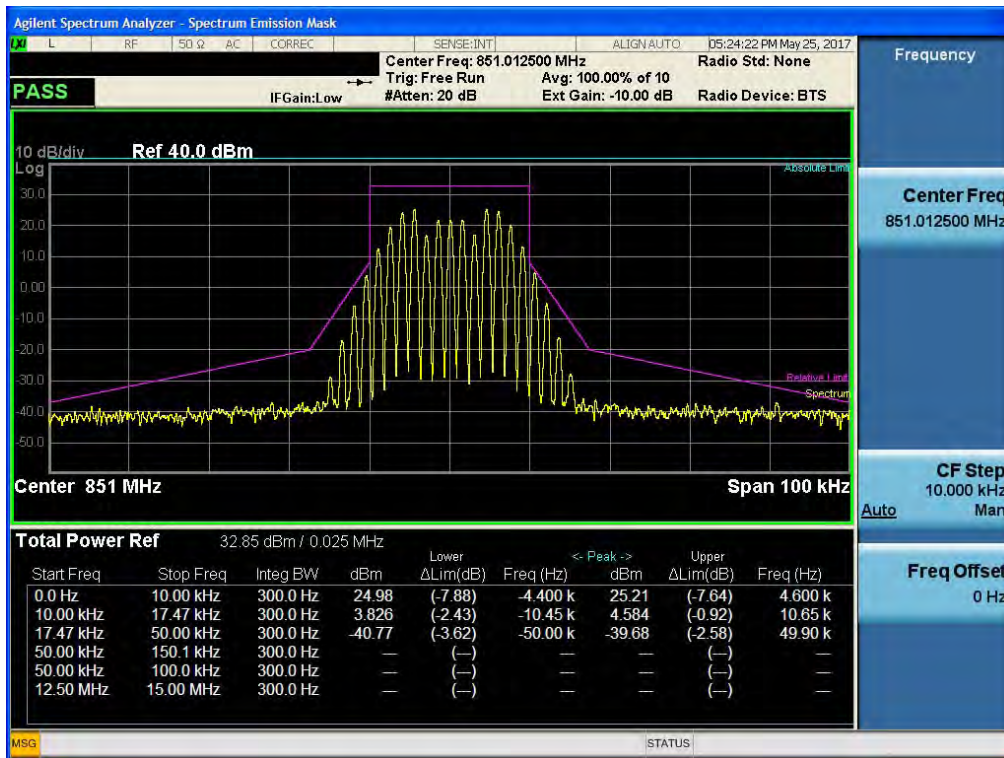 Agilent Spectrum Analyzer - Spectrum Emission Mask
LXI L RF 50 Ω AC CORREC SENSE:INT ALIGN AUTO 05:24:22 PM May 25, 2017
Center Freq: 851.012500 MHz Radio Std: None
Trig: Free Run Avg: 100.00% of 10
PASS IFGain:Low #Atten: 20 dB Ext Gain: -10.00 dB Radio Device: BTS
10 dB/div Ref 40.0 dBm
Log
Absolute Limit
30.0
20.0
10.0
0.00
-10.0
-20.0
-30.0
Relative Limit
Spectrum
-40.0
-50.0
Center 851 MHz Span 100 kHz
Total Power Ref 32.85 dBm / 0.025 MHz
Lower <- Peak -> Upper
Start Freq Stop Freq Integ BW dBm ΔLim(dB) Freq (Hz) dBm ΔLim(dB) Freq (Hz)
0.0 Hz 10.00 kHz 300.0 Hz 24.98 (-7.88) -4.400 k 25.21 (-7.64) 4.600 k
10.00 kHz 17.47 kHz 300.0 Hz 3.826 (-2.43) -10.45 k 4.584 (-0.92) 10.65 k
17.47 kHz 50.00 kHz 300.0 Hz -40.77 (-3.62) -50.00 k -39.68 (-2.58) 49.90 k
50.00 kHz 150.1 kHz 300.0 Hz --- (---) --- --- (---) ---
50.00 kHz 100.0 kHz 300.0 Hz --- (---) --- --- (---) ---
12.50 MHz 15.00 MHz 300.0 Hz --- (---) --- --- (---) ---
MSG STATUS
Frequency
Center Freq
851.012500 MHz
CF Step
10.000 kHz
Auto Man
Freq Offset
0 Hz